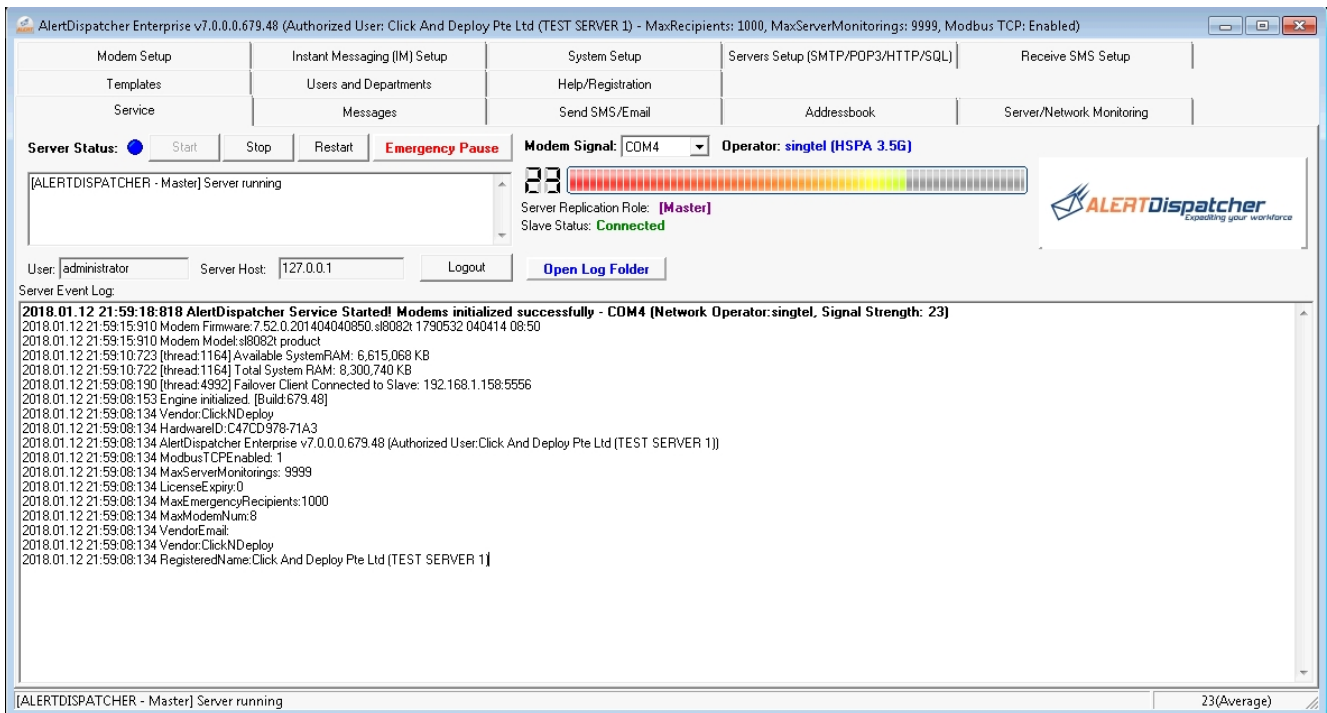 AlertDispatcher Enterprise v7.0.0.0.679.48 (Authorized User: Click And Deploy Pte Ltd (TEST SERVER 1) - MaxRecipients: 1000, MaxServerMonitorings: 9999, Modbus TCP: Enabled)
Modem Setup
Instant Messaging (IM) Setup
System Setup
Servers Setup (SMTP/POP3/HTTP/SQL)
Receive SMS Setup
Templates
Users and Departments
Help/Registration
Service
Messages
Send SMS/Email
Addressbook
Server/Network Monitoring
Server Status: Start Stop Restart Emergency Pause
Modem Signal: COM4 Operator: singtel (HSPA 3.5G)
[ALERTDISPATCHER - Master] Server running
23
Server Replication Role: [Master]
Slave Status: Connected
ALERTDispatcher
Expediting your workforce
User: administrator Server Host: 127.0.0.1 Logout
Open Log Folder
Server Event Log:
2018.01.12 21:59:18:818 AlertDispatcher Service Started! Modems initialized successfully - COM4 (Network Operator:singtel, Signal Strength: 23)
2018.01.12 21:59:15:910 Modem Firmware:7.52.0.201404040850.sl8082t 1790532 040414 08:50
2018.01.12 21:59:15:910 Modem Model:sl8082t product
2018.01.12 21:59:10:723 [thread:1164] Available SystemRAM: 6,615,068 KB
2018.01.12 21:59:10:722 [thread:1164] Total System RAM: 8,300,740 KB
2018.01.12 21:59:08:190 [thread:4992] Failover Client Connected to Slave: 192.168.1.158:5556
2018.01.12 21:59:08:153 Engine initialized. [Build:679.48]
2018.01.12 21:59:08:134 Vendor:ClickNDeploy
2018.01.12 21:59:08:134 HardwareID:C47CD978-71A3
2018.01.12 21:59:08:134 AlertDispatcher Enterprise v7.0.0.0.679.48 (Authorized User:Click And Deploy Pte Ltd (TEST SERVER 1))
2018.01.12 21:59:08:134 ModbusTCPEnabled: 1
2018.01.12 21:59:08:134 MaxServerMonitorings: 9999
2018.01.12 21:59:08:134 LicenseExpiry:0
2018.01.12 21:59:08:134 MaxEmergencyRecipients:1000
2018.01.12 21:59:08:134 MaxModemNum:8
2018.01.12 21:59:08:134 VendorEmail:
2018.01.12 21:59:08:134 Vendor:ClickNDeploy
2018.01.12 21:59:08:134 RegisteredName:Click And Deploy Pte Ltd (TEST SERVER 1)
[ALERTDISPATCHER - Master] Server running
23(Average)